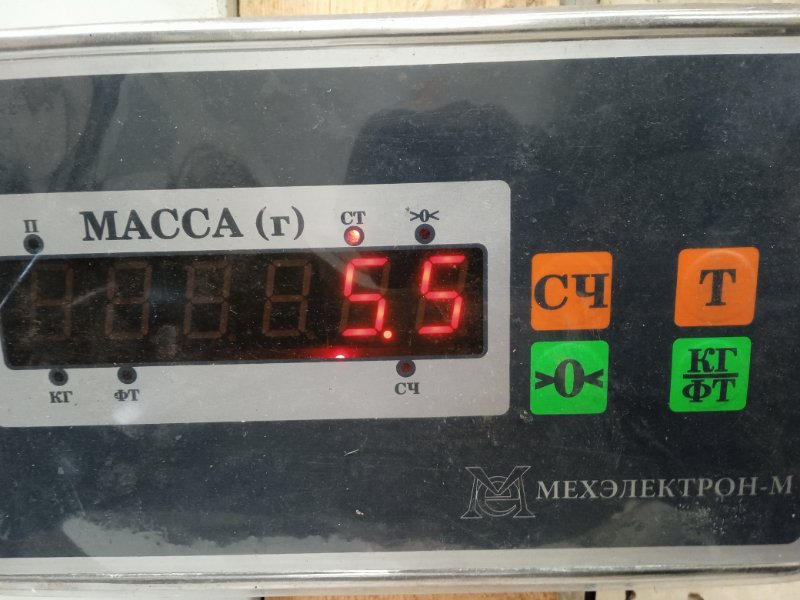 П МАССА (г) СТ >0<
5.5
КГ ФТ СЧ
СЧ Т
>0< КГ/ФТ
МЕХЭЛЕКТРОН-М